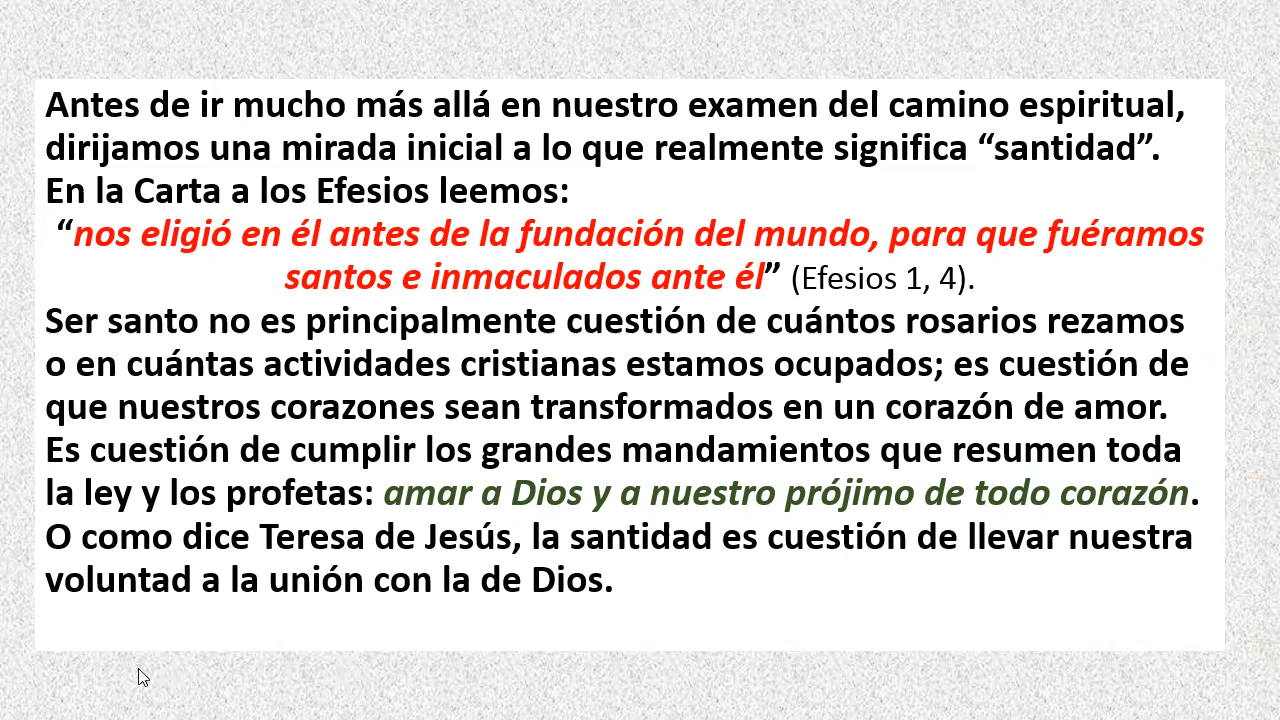 Antes de ir mucho más allá en nuestro examen del camino espiritual,
dirijamos una mirada inicial a lo que realmente significa “santidad”.
En la Carta a los Efesios leemos:
“nos eligió en él antes de la fundación del mundo, para que fuéramos
santos e inmaculados ante él” (Efesios 1, 4).
Ser santo no es principalmente cuestión de cuántos rosarios rezamos
o en cuántas actividades cristianas estamos ocupados; es cuestión de
que nuestros corazones sean transformados en un corazón de amor.
Es cuestión de cumplir los grandes mandamientos que resumen toda
la ley y los profetas: amar a Dios y a nuestro prójimo de todo corazón.
O como dice Teresa de Jesús, la santidad es cuestión de llevar nuestra
voluntad a la unión con la de Dios.